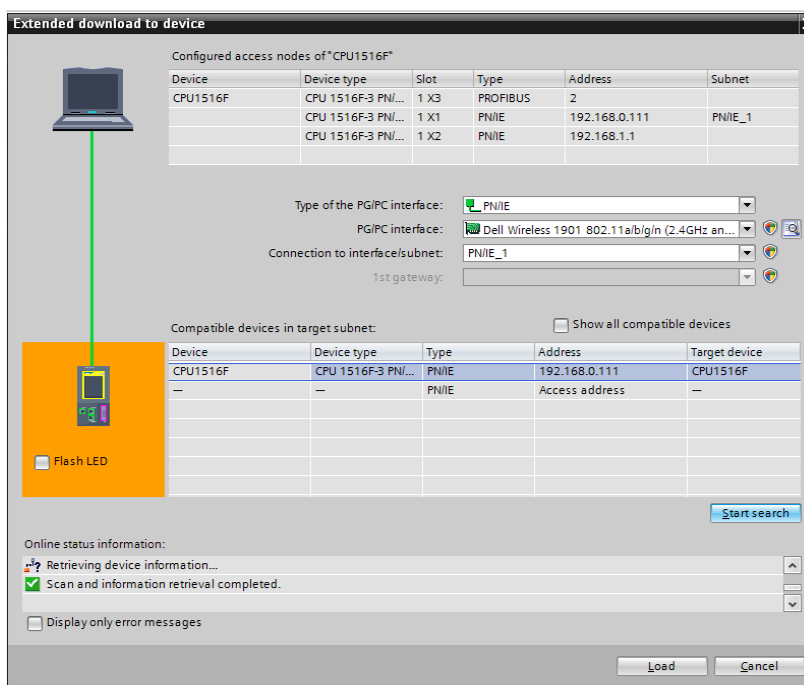 Extended download to device
Configured access nodes of "CPU1516F"
Device Device type Slot Type Address Subnet
CPU1516F CPU 1516F-3 PN/... 1 X3 PROFIBUS 2
CPU 1516F-3 PN/... 1 X1 PN/IE 192.168.0.111 PN/IE_1
CPU 1516F-3 PN/... 1 X2 PN/IE 192.168.1.1
Type of the PG/PC interface: PN/IE
PG/PC interface: Dell Wireless 1901 802.11a/b/g/n (2.4GHz an...
Connection to interface/subnet: PN/IE_1
1st gateway:
Compatible devices in target subnet: Show all compatible devices
Device Device type Type Address Target device
CPU1516F CPU 1516F-3 PN/... PN/IE 192.168.0.111 CPU1516F
— — PN/IE Access address —
Flash LED
Start search
Online status information:
Retrieving device information...
Scan and information retrieval completed.
Display only error messages
Load Cancel